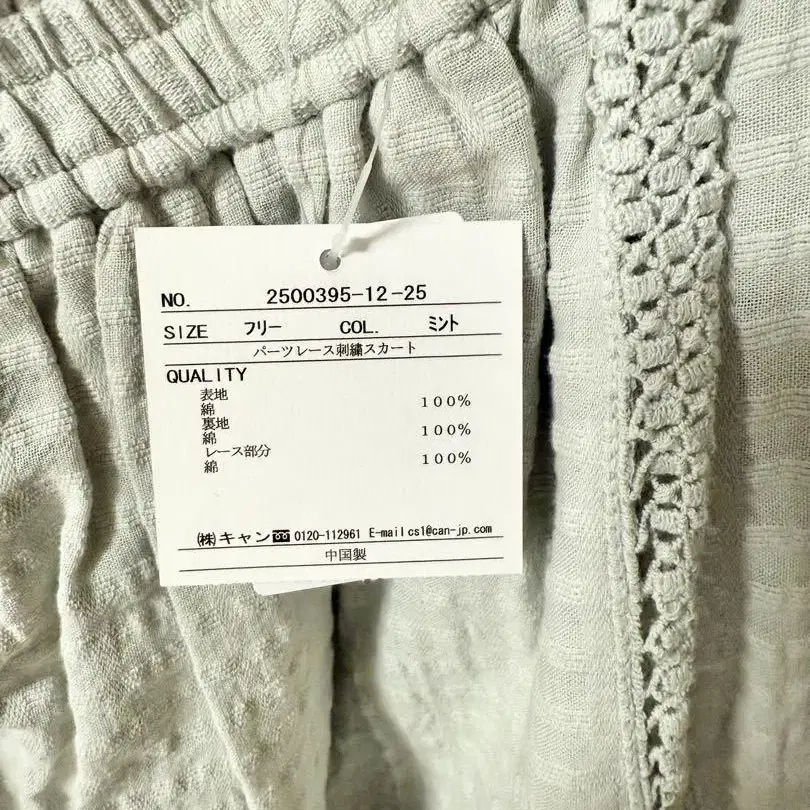 NO. 2500395-12-25
SIZE フリー COL. ミント
パーツレース刺繍スカート
QUALITY
表地
綿 100%
裏地
綿 100%
レース部分
綿 100%
㈱キャン 0120-112961 E-mail cs1@can-jp.com
中国製